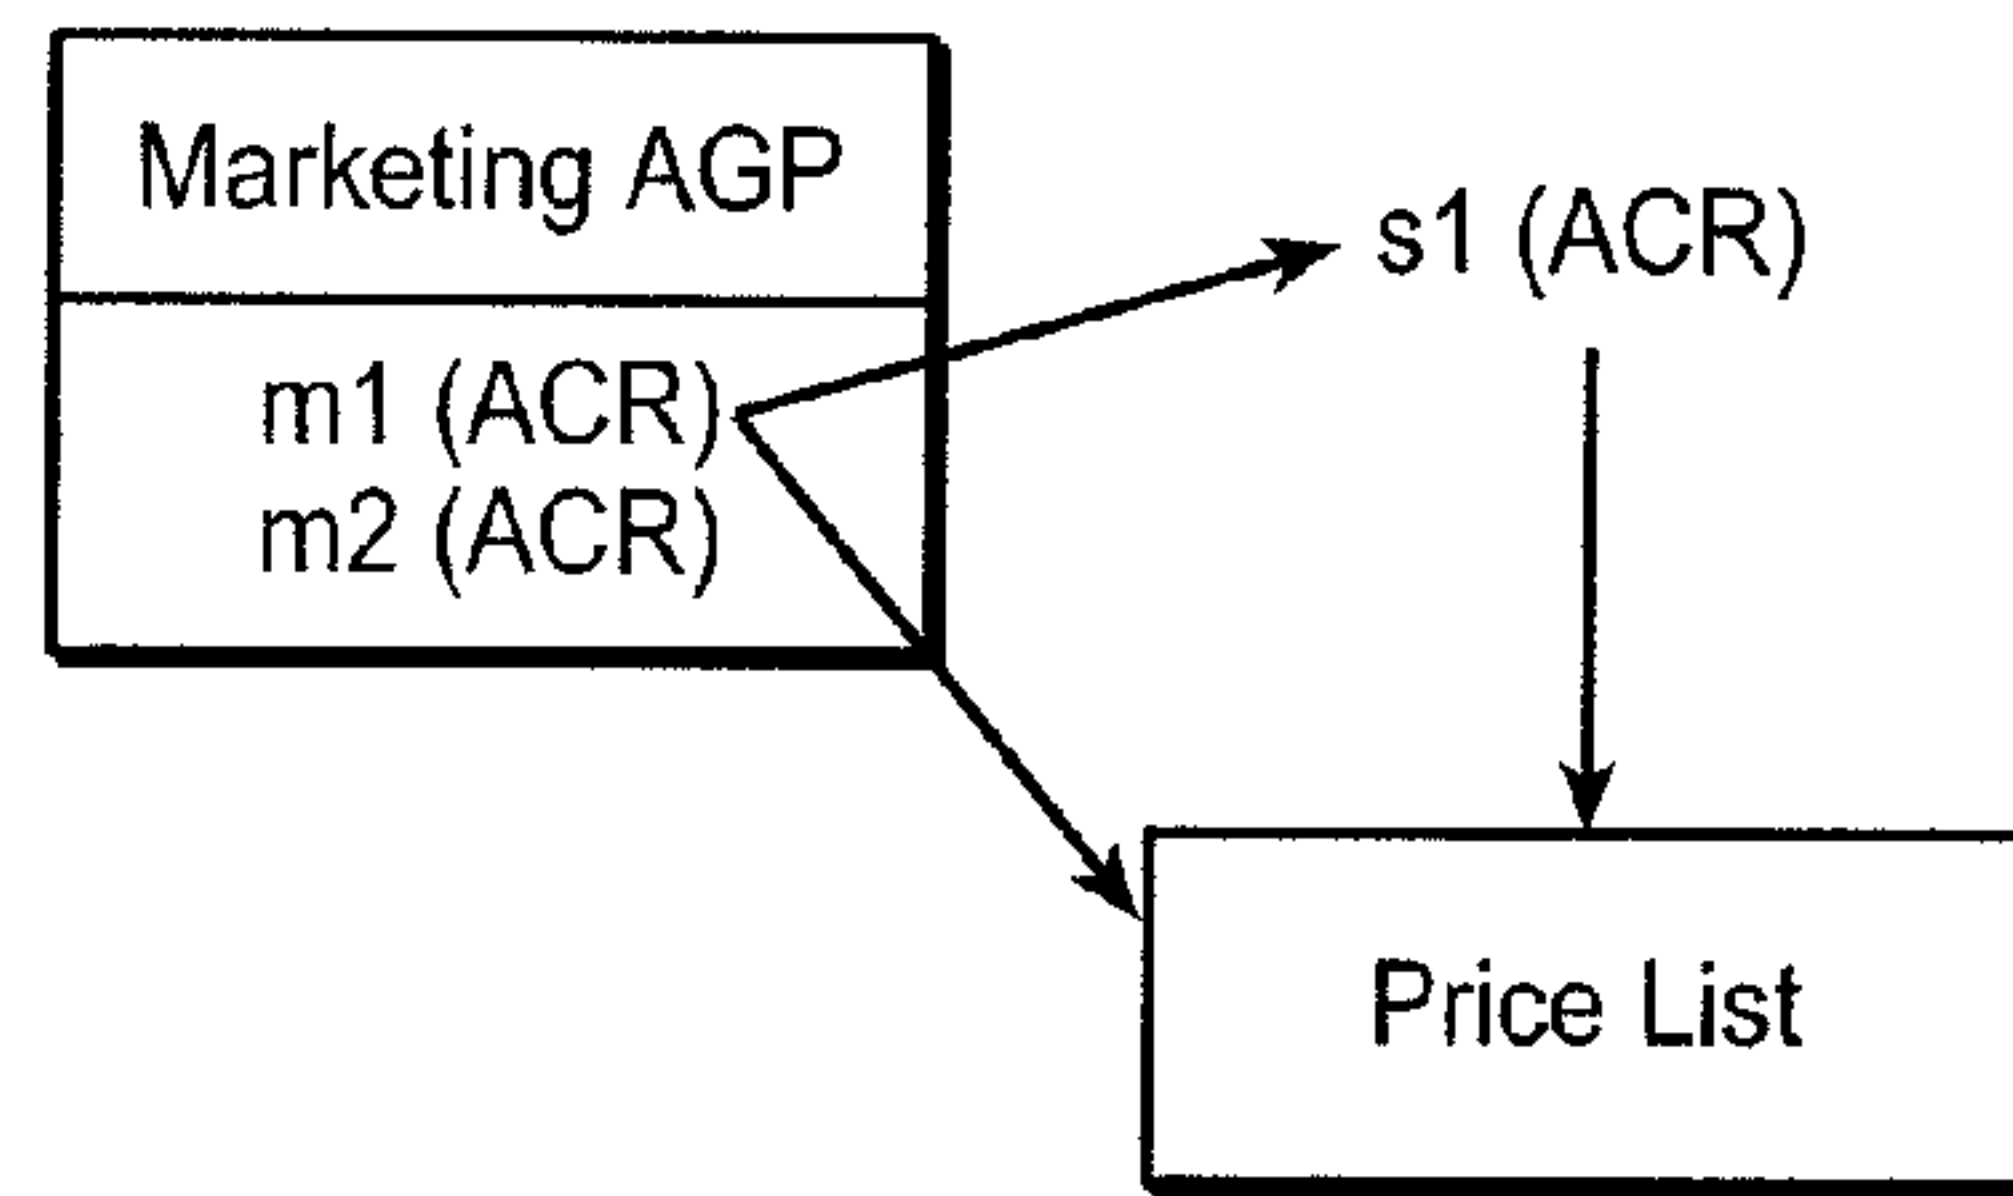 Marketing AGP
m1 (ACR)
m2 (ACR)
s1 (ACR)
Price List